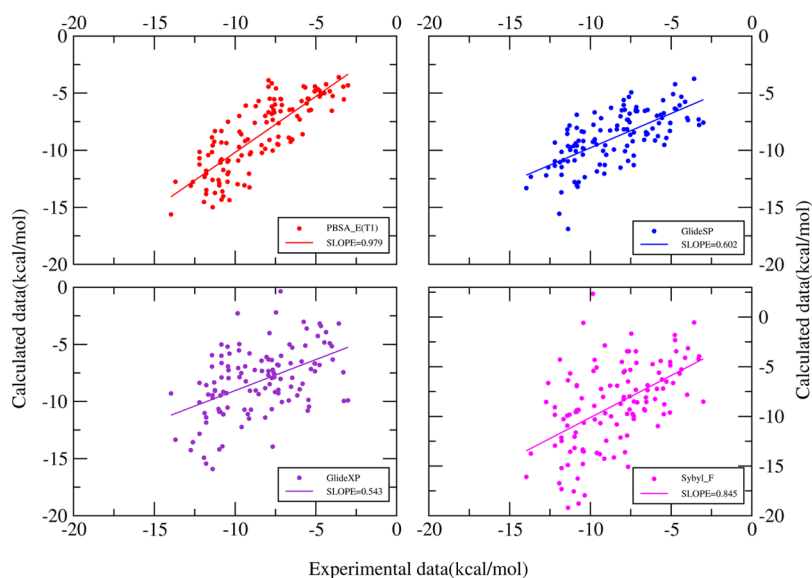 -20 -15 -10 -5 0 -20 -15 -10 -5 0
0 0
-5 -5
-10 -10
-15 -15
-20 -20
PBSA_E(T1)
SLOPE=0.979
GlideSP
SLOPE=0.602
Calculated data(kcal/mol)
Calculated data(kcal/mol)
0 0
-5 -5
-10 -10
-15 -15
-20 -20
GlideXP
SLOPE=0.543
Sybyl_F
SLOPE=0.845
-20 -15 -10 -5 0 -20 -15 -10 -5 0
Experimental data(kcal/mol)